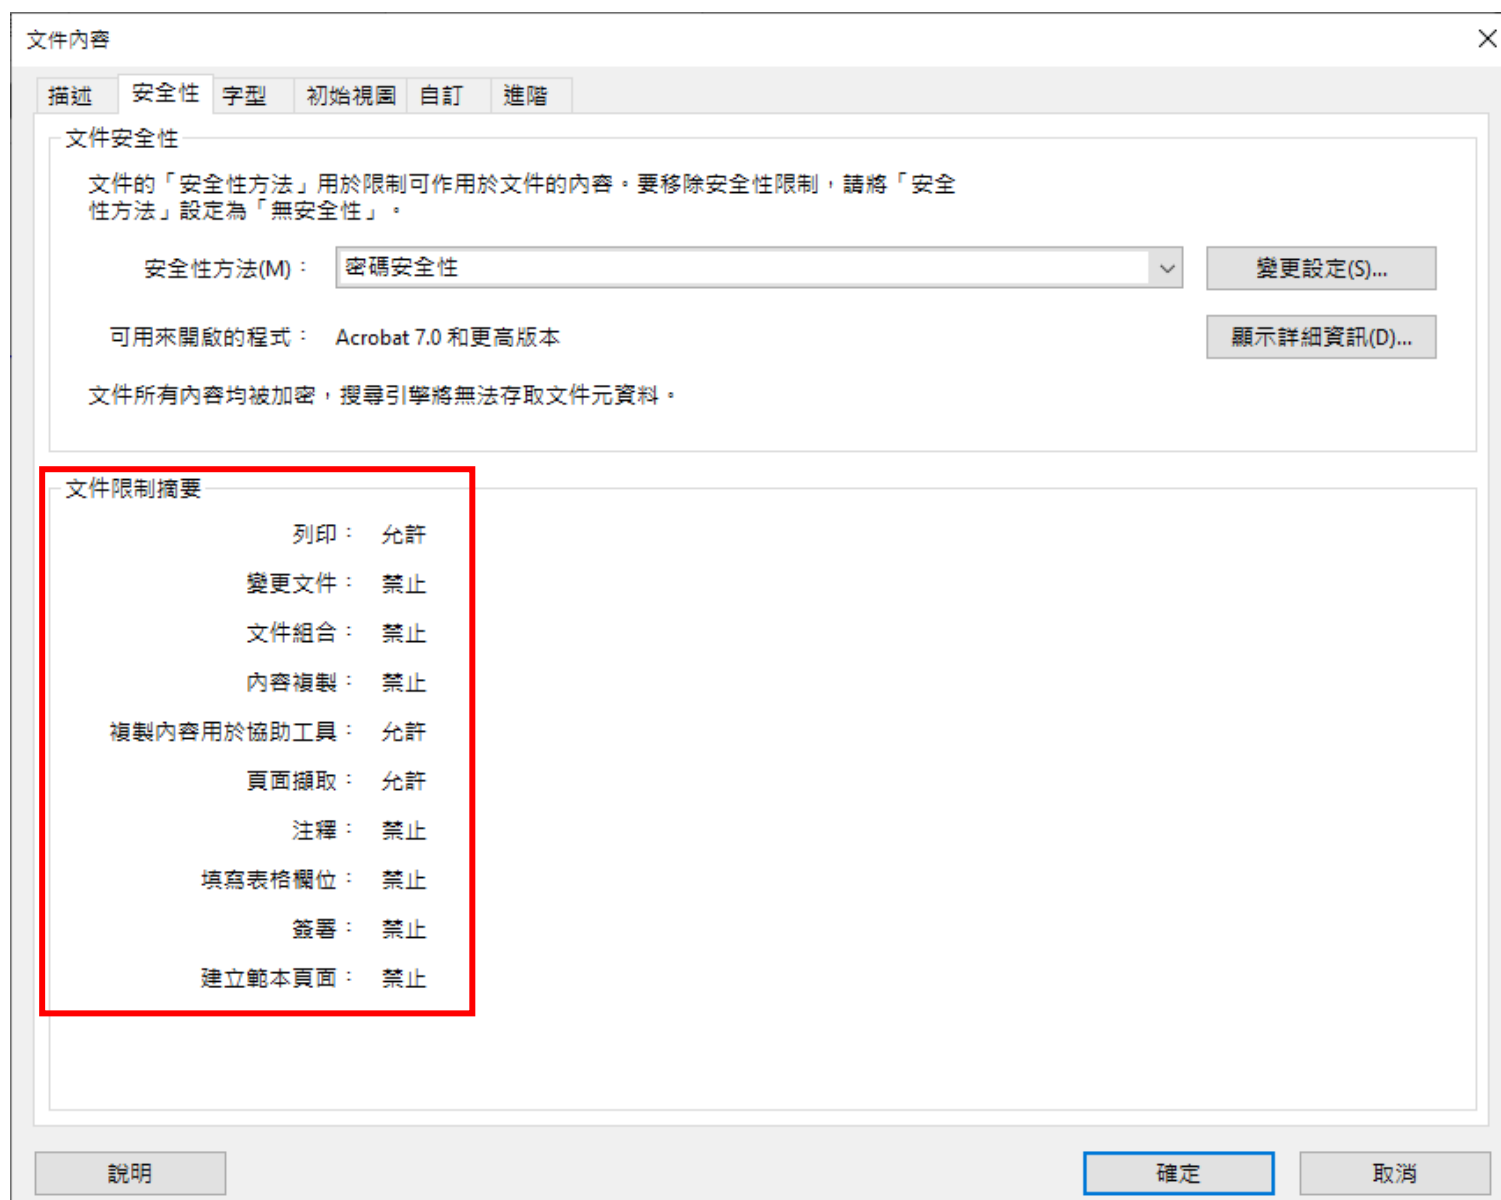 文件內容
描述 安全性 字型 初始視圖 自訂 進階
文件安全性
文件的「安全性方法」用於限制可作用於文件的內容。要移除安全性限制，請將「安全
性方法」設定為「無安全性」。
安全性方法(M)： 密碼安全性 變更設定(S)...
可用來開啟的程式： Acrobat 7.0 和更高版本 顯示詳細資訊(D)...
文件所有內容均被加密，搜尋引擎將無法存取文件元資料。
文件限制摘要
列印： 允許
變更文件： 禁止
文件組合： 禁止
內容複製： 禁止
複製內容用於協助工具： 允許
頁面擷取： 允許
注釋： 禁止
填寫表格欄位： 禁止
簽署： 禁止
建立範本頁面： 禁止
說明 確定 取消